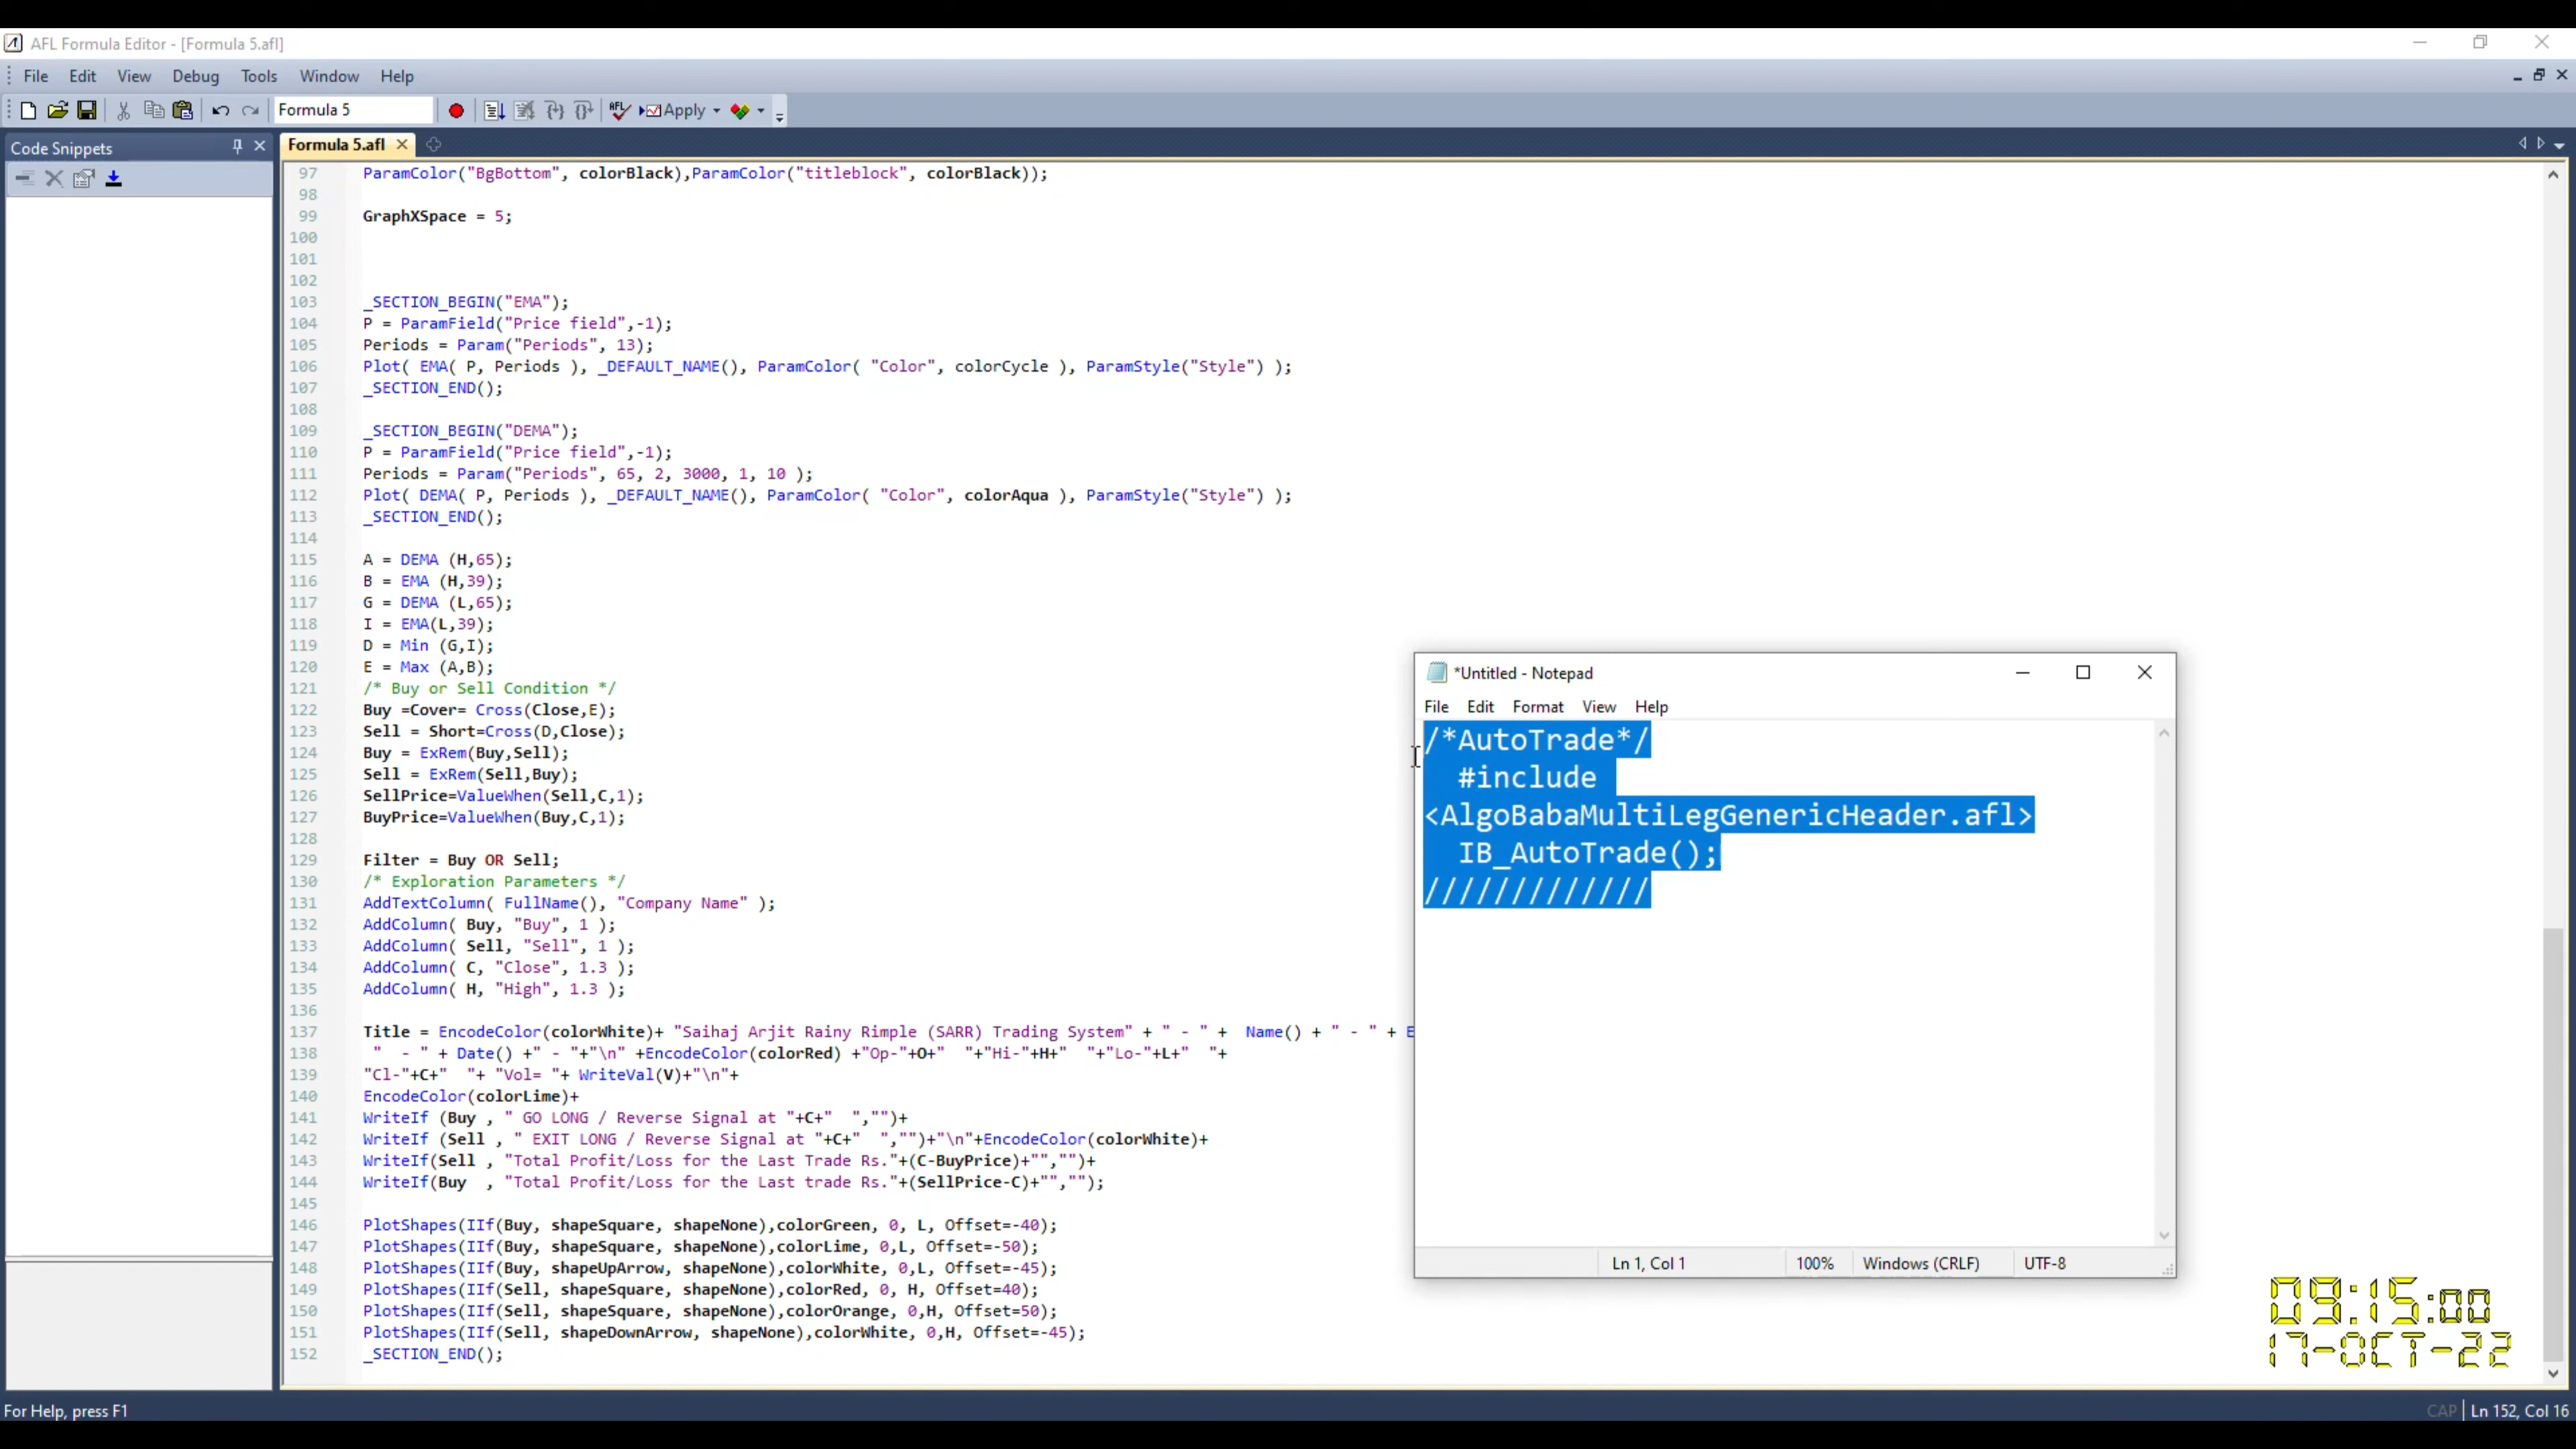 AFL Formula Editor - [Formula 5.afl]
File Edit View Debug Tools Window Help
Formula 5
Apply
Code Snippets
Formula 5.afl
97 ParamColor("BgBottom", colorBlack),ParamColor("titleblock", colorBlack));
98
99 GraphXSpace = 5;
100
101
102
103 _SECTION_BEGIN("EMA");
104 P = ParamField("Price field",-1);
105 Periods = Param("Periods", 13);
106 Plot( EMA( P, Periods ), _DEFAULT_NAME(), ParamColor( "Color", colorCycle ), ParamStyle("Style") );
107 _SECTION_END();
108
109 _SECTION_BEGIN("DEMA");
110 P = ParamField("Price field",-1);
111 Periods = Param("Periods", 65, 2, 3000, 1, 10 );
112 Plot( DEMA( P, Periods ), _DEFAULT_NAME(), ParamColor( "Color", colorAqua ), ParamStyle("Style") );
113 _SECTION_END();
114
115 A = DEMA (H,65);
116 B = EMA (H,39);
117 G = DEMA (L,65);
118 I = EMA(L,39);
119 D = Min (G,I);
120 E = Max (A,B);
121 /* Buy or Sell Condition */
122 Buy =Cover= Cross(Close,E);
123 Sell = Short=Cross(D,Close);
124 Buy = ExRem(Buy,Sell);
125 Sell = ExRem(Sell,Buy);
126 SellPrice=ValueWhen(Sell,C,1);
127 BuyPrice=ValueWhen(Buy,C,1);
128
129 Filter = Buy OR Sell;
130 /* Exploration Parameters */
131 AddTextColumn( FullName(), "Company Name" );
132 AddColumn( Buy, "Buy", 1 );
133 AddColumn( Sell, "Sell", 1 );
134 AddColumn( C, "Close", 1.3 );
135 AddColumn( H, "High", 1.3 );
136
137 Title = EncodeColor(colorWhite)+ "Saihaj Arjit Rainy Rimple (SARR) Trading System" + " - " +  Name() + " - " + E
138  "  - " + Date() +" - "+"\n" +EncodeColor(colorRed) +"Op-"+O+"  "+"Hi-"+H+"  "+"Lo-"+L+"  "+
139 "Cl-"+C+"  "+ "Vol= "+ WriteVal(V)+"\n"+
140 EncodeColor(colorLime)+
141 WriteIf (Buy , " GO LONG / Reverse Signal at "+C+"  ","")+
142 WriteIf (Sell , " EXIT LONG / Reverse Signal at "+C+"  ","")+"\n"+EncodeColor(colorWhite)+
143 WriteIf(Sell , "Total Profit/Loss for the Last Trade Rs."+(C-BuyPrice)+"","")+
144 WriteIf(Buy  , "Total Profit/Loss for the Last trade Rs."+(SellPrice-C)+"","");
145
146 PlotShapes(IIf(Buy, shapeSquare, shapeNone),colorGreen, 0, L, Offset=-40);
147 PlotShapes(IIf(Buy, shapeSquare, shapeNone),colorLime, 0,L, Offset=-50);
148 PlotShapes(IIf(Buy, shapeUpArrow, shapeNone),colorWhite, 0,L, Offset=-45);
149 PlotShapes(IIf(Sell, shapeSquare, shapeNone),colorRed, 0, H, Offset=40);
150 PlotShapes(IIf(Sell, shapeSquare, shapeNone),colorOrange, 0,H, Offset=50);
151 PlotShapes(IIf(Sell, shapeDownArrow, shapeNone),colorWhite, 0,H, Offset=-45);
152 _SECTION_END();
*Untitled - Notepad
File Edit Format View Help
/*AutoTrade*/
#include
<AlgoBabaMultiLegGenericHeader.afl>
IB_AutoTrade();
/////////////
Ln 1, Col 1 100% Windows (CRLF) UTF-8
09:15:00
17-OCT-22
For Help, press F1
CAP Ln 152, Col 16